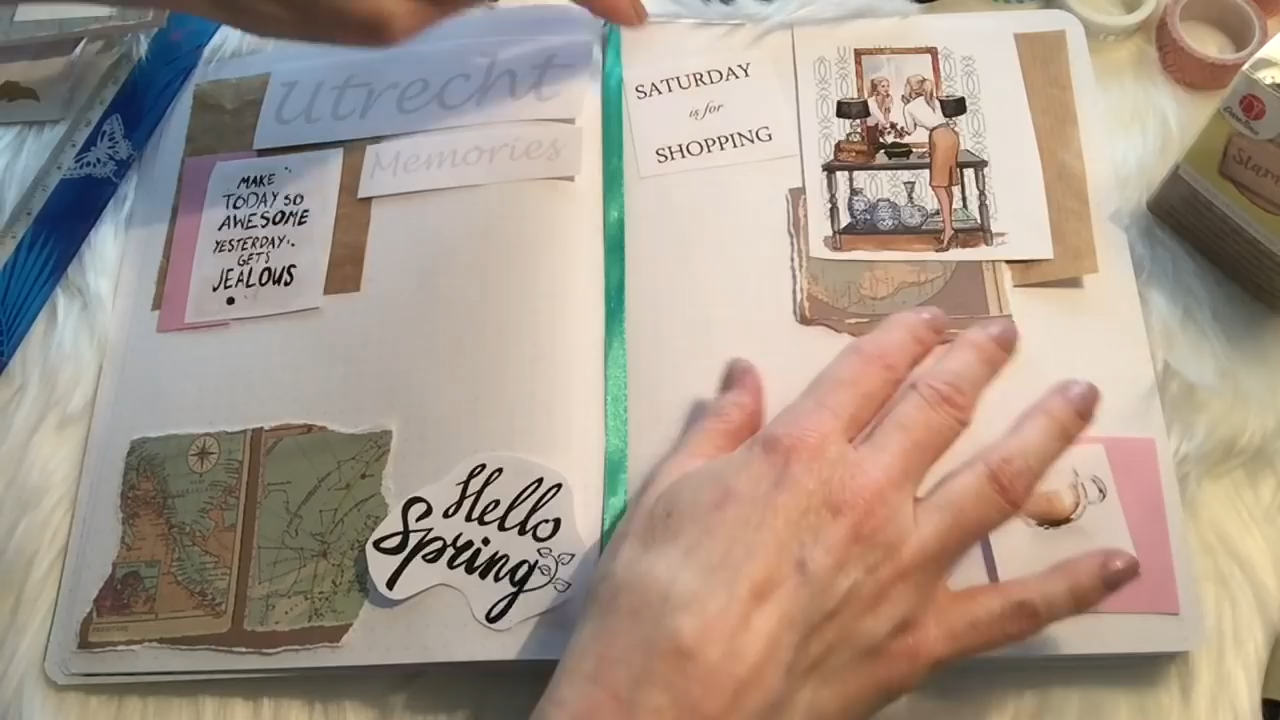 Utrecht
Memories
MAKE
TODAY SO
AWESOME
YESTERDAY
GETS
JEALOUS
Hello
Spring
SATURDAY
is for
SHOPPING